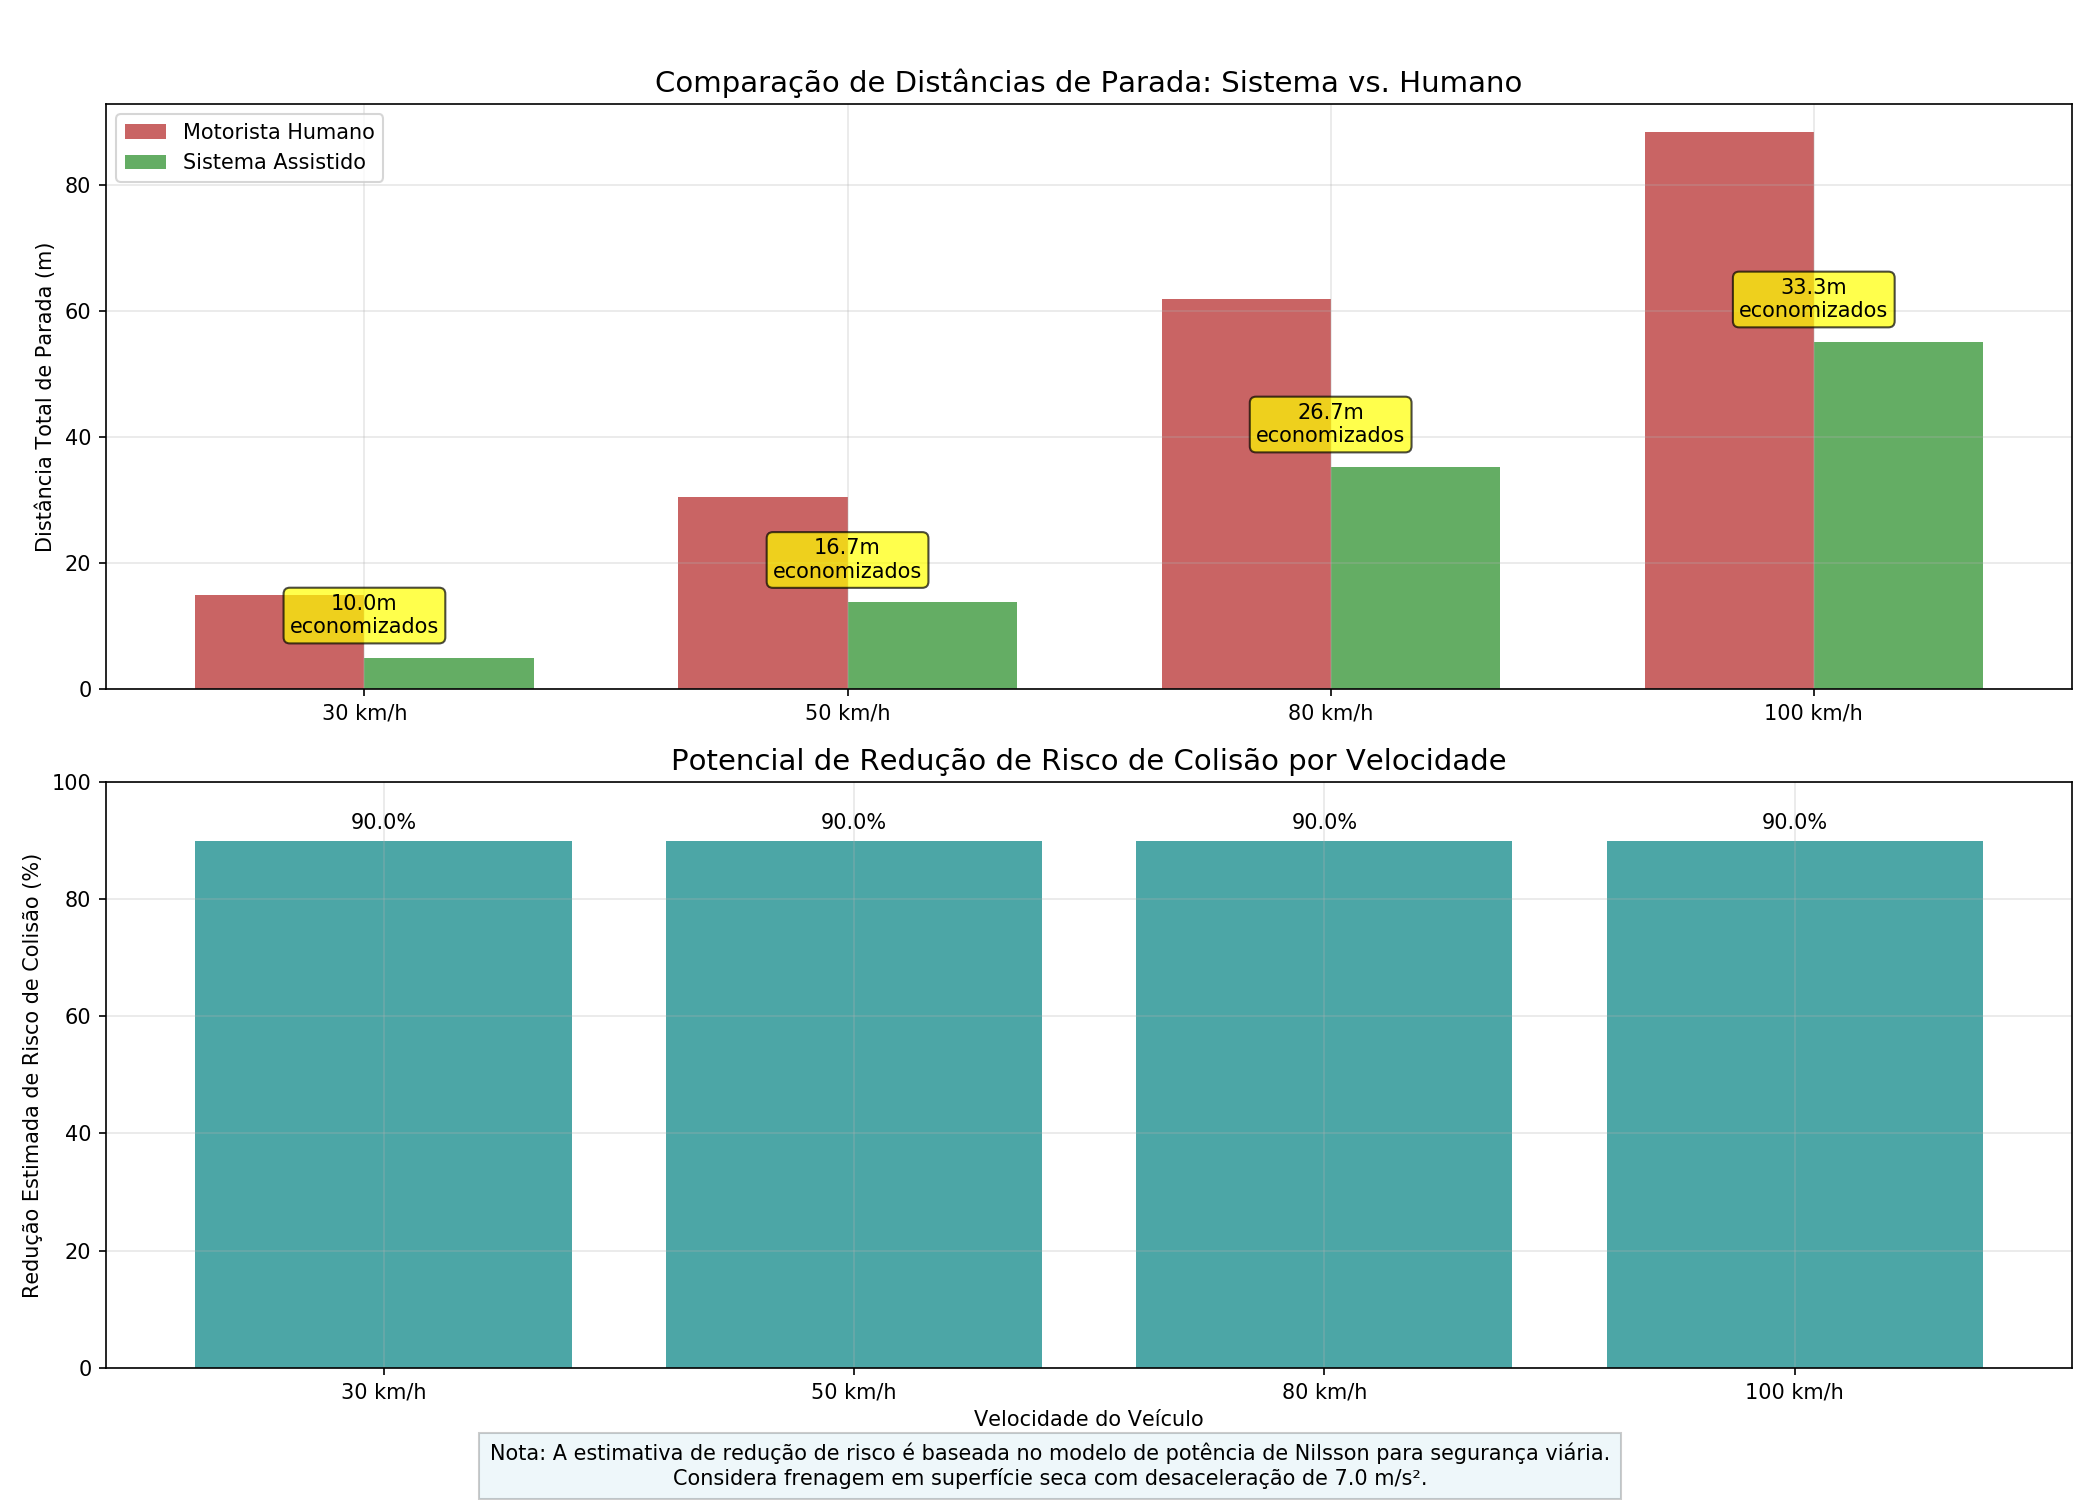 Comparação de Distâncias de Parada: Sistema vs. Humano
Motorista Humano
Sistema Assistido
Distância Total de Parada (m)
80
60
40
20
0
10.0m
economizados
16.7m
economizados
26.7m
economizados
33.3m
economizados
30 km/h
50 km/h
80 km/h
100 km/h
Potencial de Redução de Risco de Colisão por Velocidade
Redução Estimada de Risco de Colisão (%)
100
80
60
40
20
0
90.0%
90.0%
90.0%
90.0%
30 km/h
50 km/h
80 km/h
100 km/h
Velocidade do Veículo
Nota: A estimativa de redução de risco é baseada no modelo de potência de Nilsson para segurança viária.
Considera frenagem em superfície seca com desaceleração de 7.0 m/s².